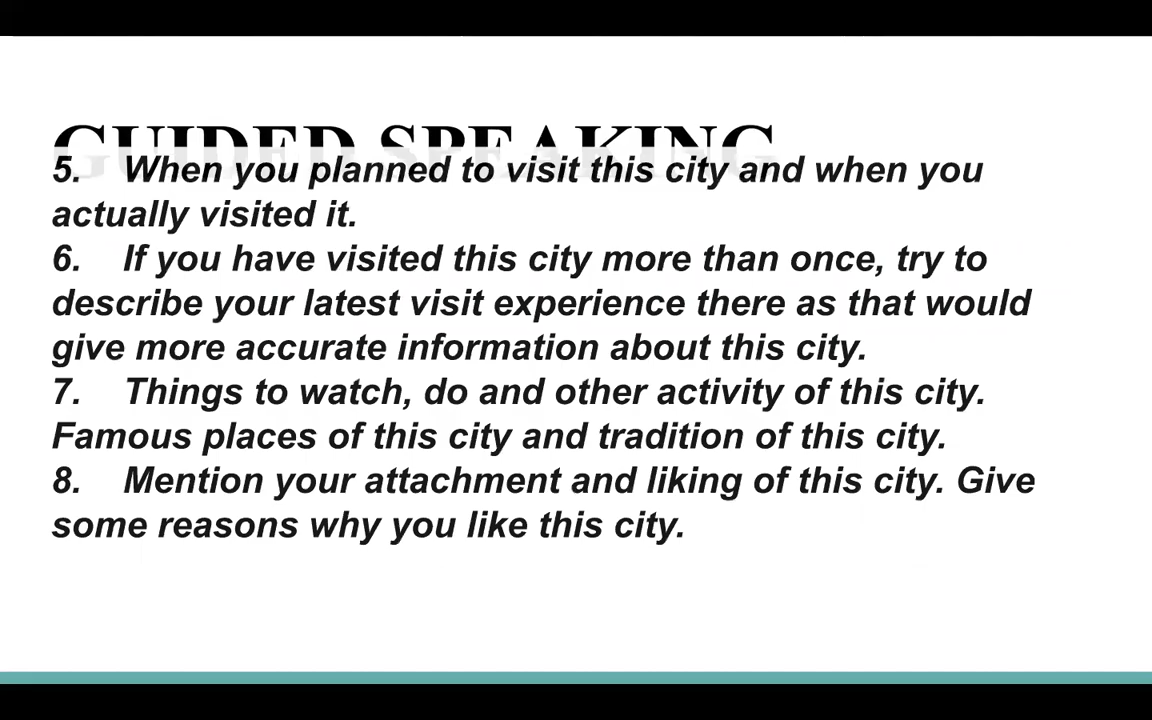 GUIDED SPEAKING
5. When you planned to visit this city and when you
actually visited it.
6. If you have visited this city more than once, try to
describe your latest visit experience there as that would
give more accurate information about this city.
7. Things to watch, do and other activity of this city.
Famous places of this city and tradition of this city.
8. Mention your attachment and liking of this city. Give
some reasons why you like this city.